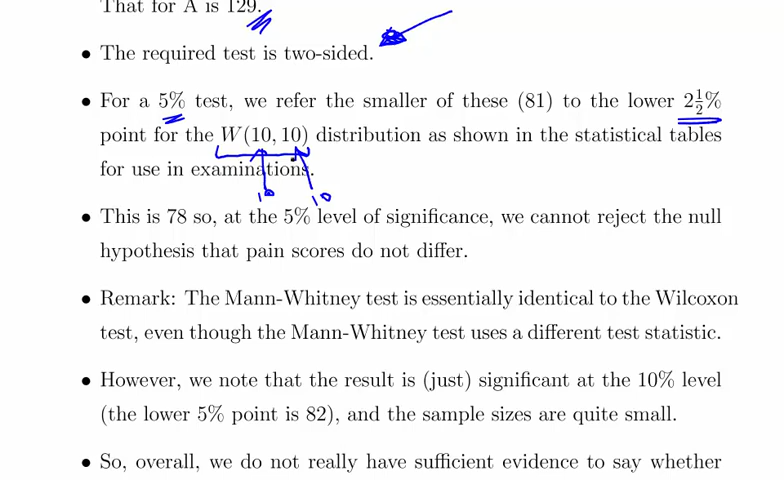 That for A is 129.
• The required test is two-sided.
• For a 5% test, we refer the smaller of these (81) to the lower 2½%
point for the W(10, 10) distribution as shown in the statistical tables
for use in examinations.
10 10
• This is 78 so, at the 5% level of significance, we cannot reject the null
hypothesis that pain scores do not differ.
• Remark: The Mann-Whitney test is essentially identical to the Wilcoxon
test, even though the Mann-Whitney test uses a different test statistic.
• However, we note that the result is (just) significant at the 10% level
(the lower 5% point is 82), and the sample sizes are quite small.
• So, overall, we do not really have sufficient evidence to say whether